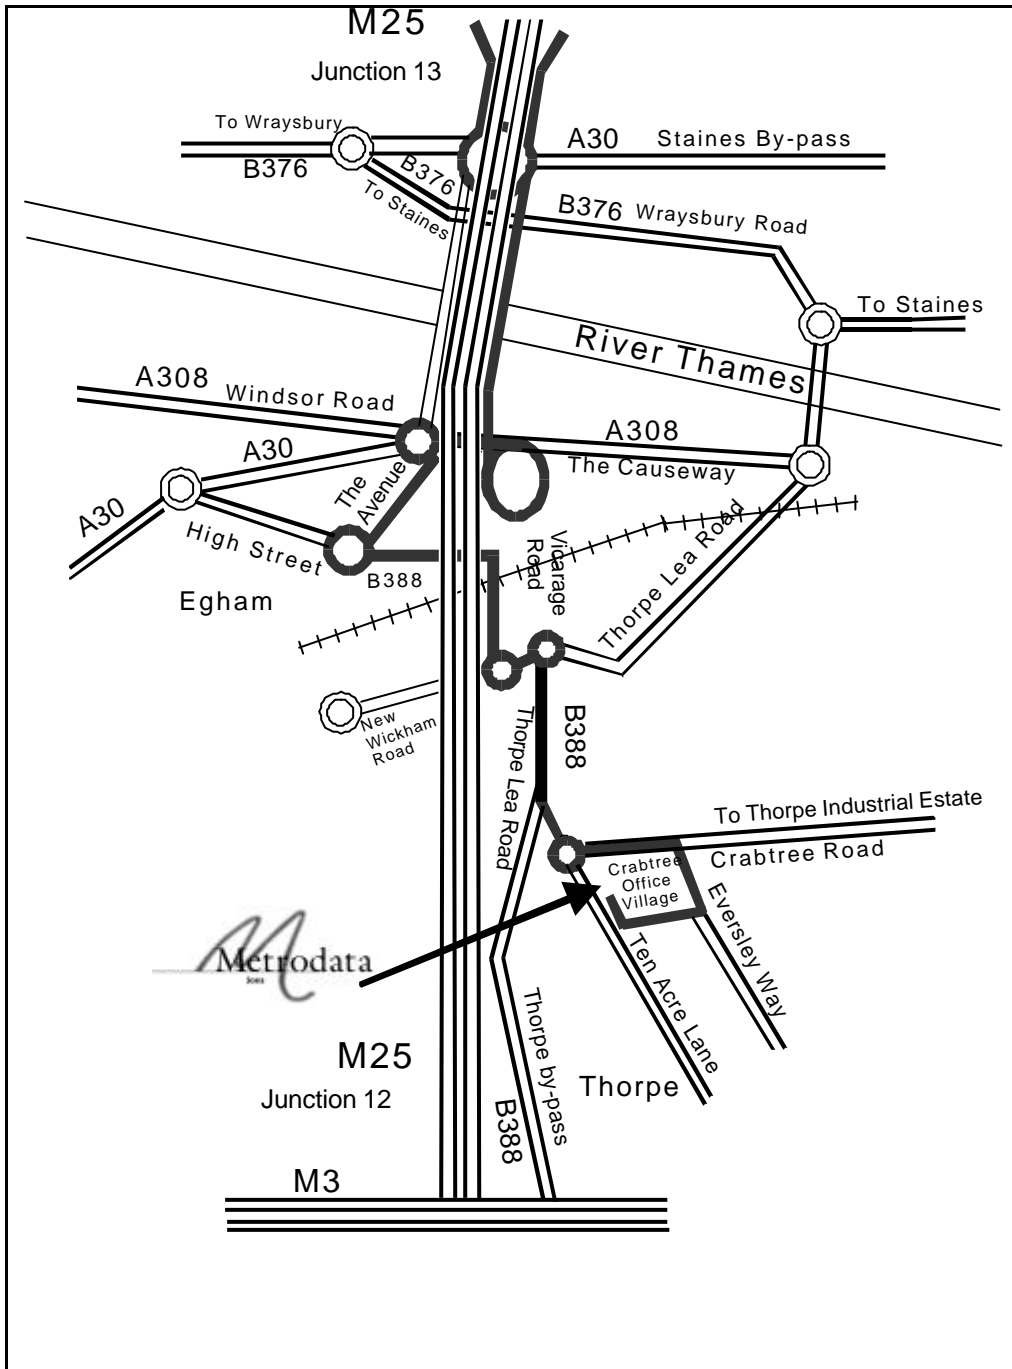 M25
Junction 13
To Wraysbury
B376
B376
To Staines
A30 Staines By-pass
B376 Wraysbury Road
To Staines
River Thames
A308 Windsor Road
A30
A30
The
Avenue
High Street
B388
Egham
A308
The Causeway
Vicarage
Road
Thorpe Lea Road
New
Wickham
Road
Thorpe Lea Road
B388
To Thorpe Industrial Estate
Crabtree Road
Crabtree
Office
Village
Eversley Way
Ten Acre Lane
Metrodata
M25
Junction 12
Thorpe by-pass
B388
Thorpe
M3